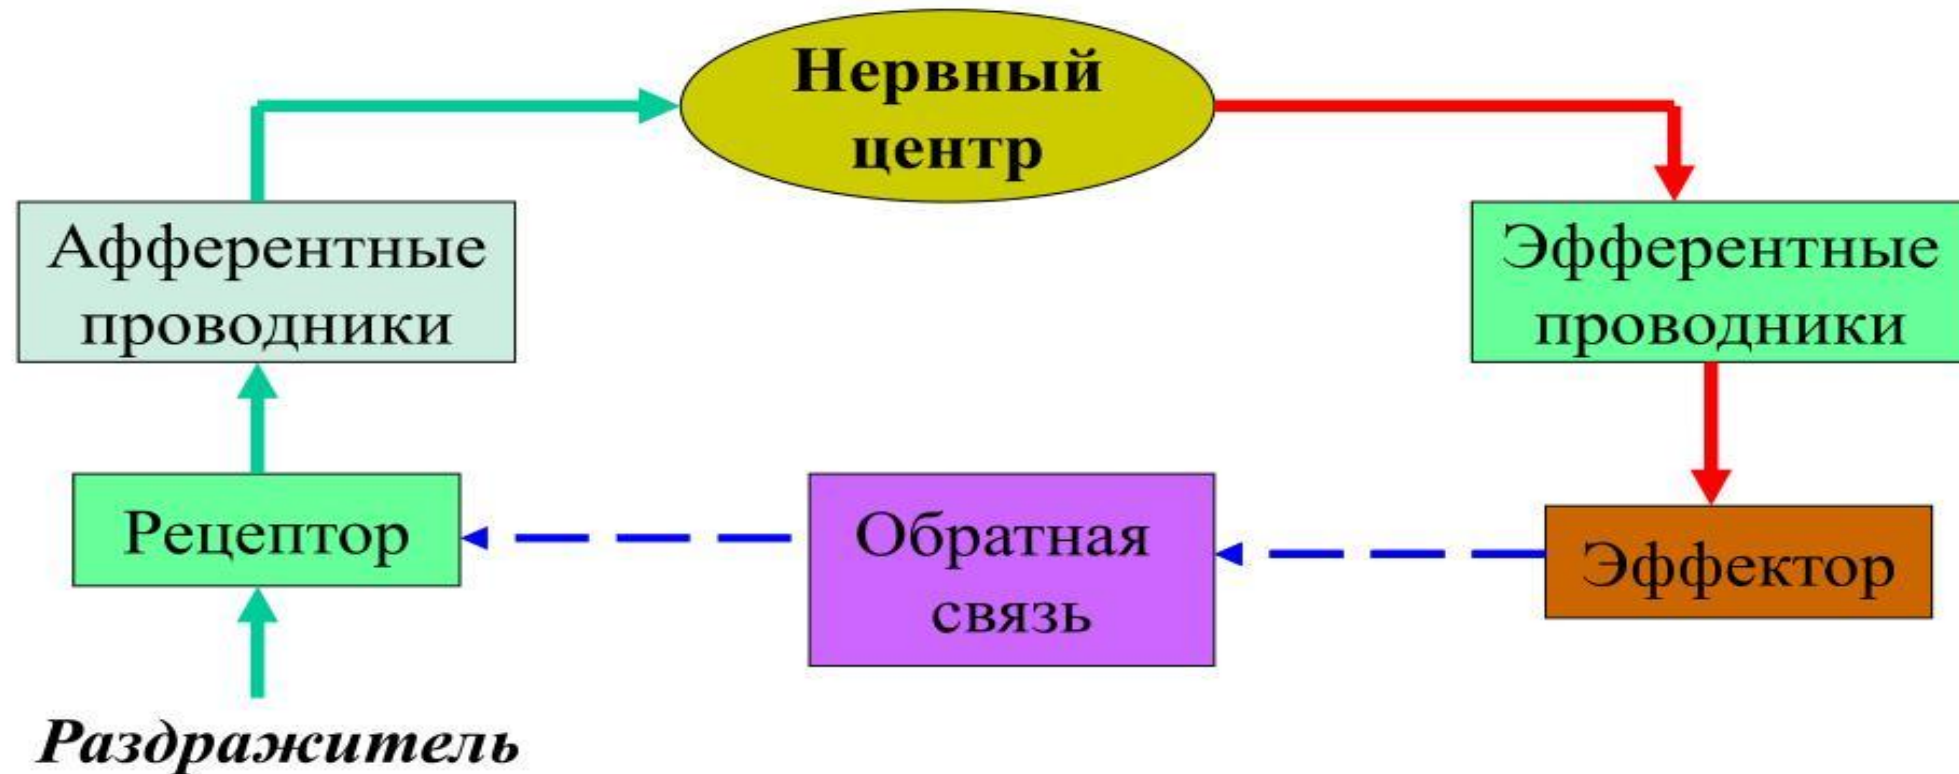 Нервный
центр
Афферентные
проводники
Эфферентные
проводники
Рецептор
Обратная
связь
Эффектор
Раздражитель